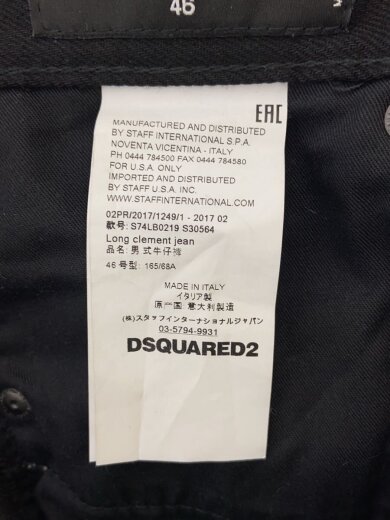 46
EAC
MANUFACTURED AND DISTRIBUTED
BY STAFF INTERNATIONAL S.P.A.
NOVENTA VICENTINA - ITALY
PH 0444 784500 FAX 0444 784580
FOR U.S.A. ONLY
IMPORTED AND DISTRIBUTED
BY STAFF U.S.A. INC.
WWW.STAFFINTERNATIONAL.COM
02PR/2017/1249/1 - 2017 02
款号: S74LB0219 S30564
Long clement jean
品名: 男式牛仔裤
46 号型: 165/68A
MADE IN ITALY
イタリア製
原产国 意大利製造
(株)スタッフインターナショナルジャパン
03-5794-9931
DSQUARED2